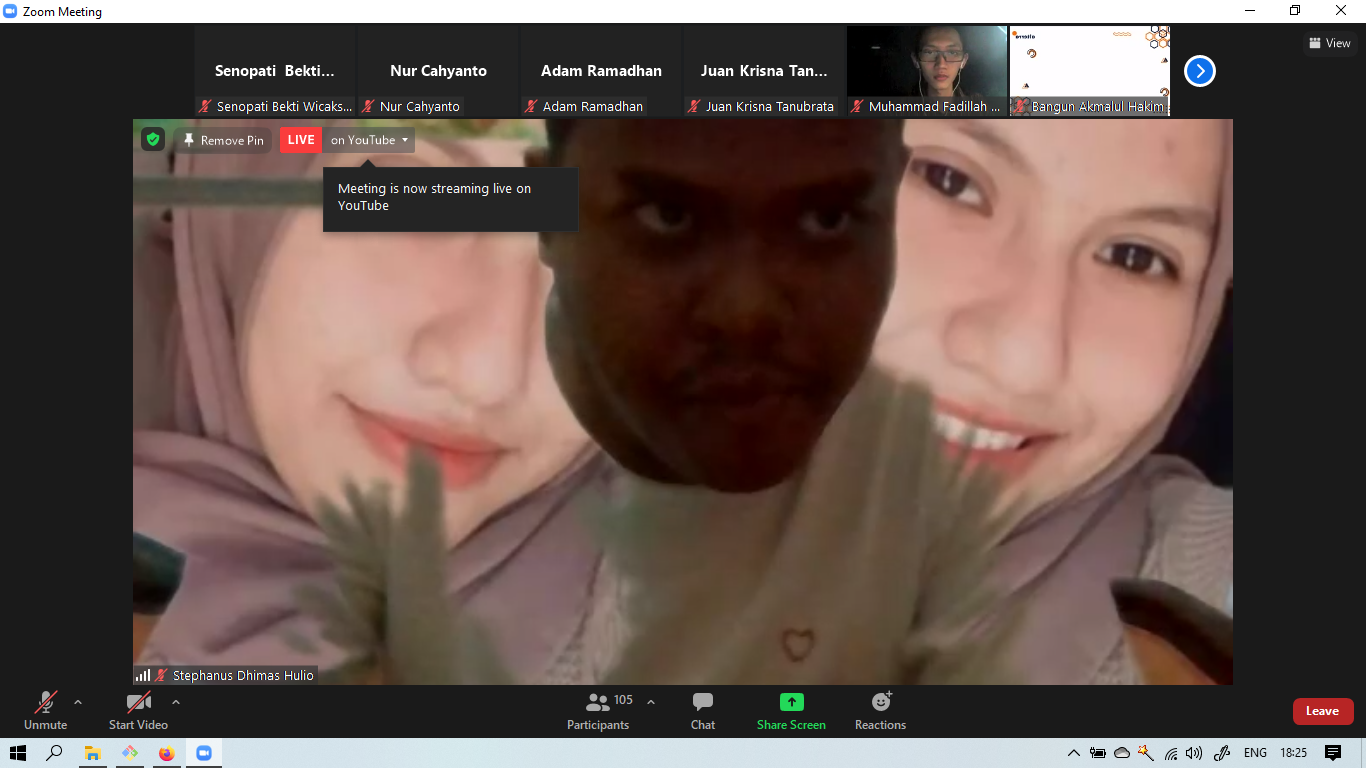 Zoom Meeting
Senopati Bekti...
Nur Cahyanto
Adam Ramadhan
Juan Krisna Tan...
View
Senopati Bekti Wicaks...
Nur Cahyanto
Adam Ramadhan
Juan Krisna Tanubrata
Muhammad Fadillah ...
Bangun Akmalul Hakim
Remove Pin
LIVE
on YouTube
Meeting is now streaming live on
YouTube
Stephanus Dhimas Hulio
105
Unmute
Start Video
Participants
Chat
Share Screen
Reactions
Leave
ENG
18:25